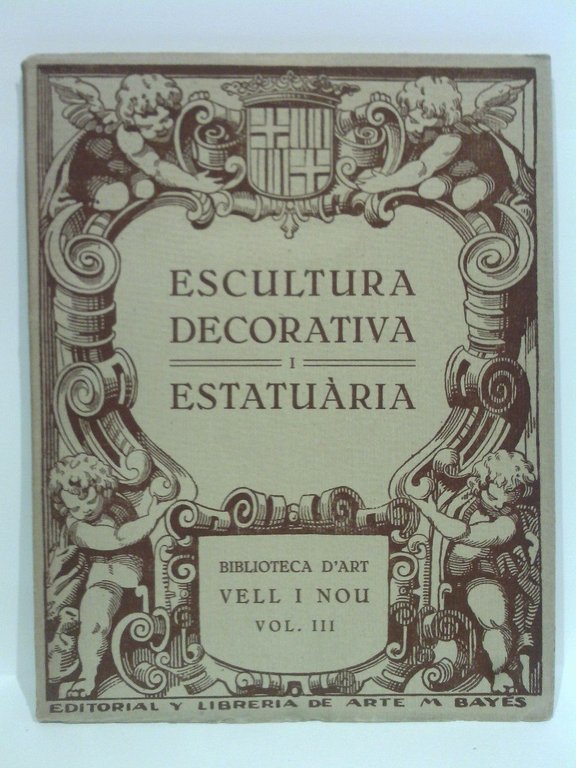 ESCULTURA
DECORATIVA
I
ESTATUÀRIA
BIBLIOTECA D'ART
VELL I NOU
VOL. III
EDITORIAL Y LIBRERIA DE ARTE M BAYÉS